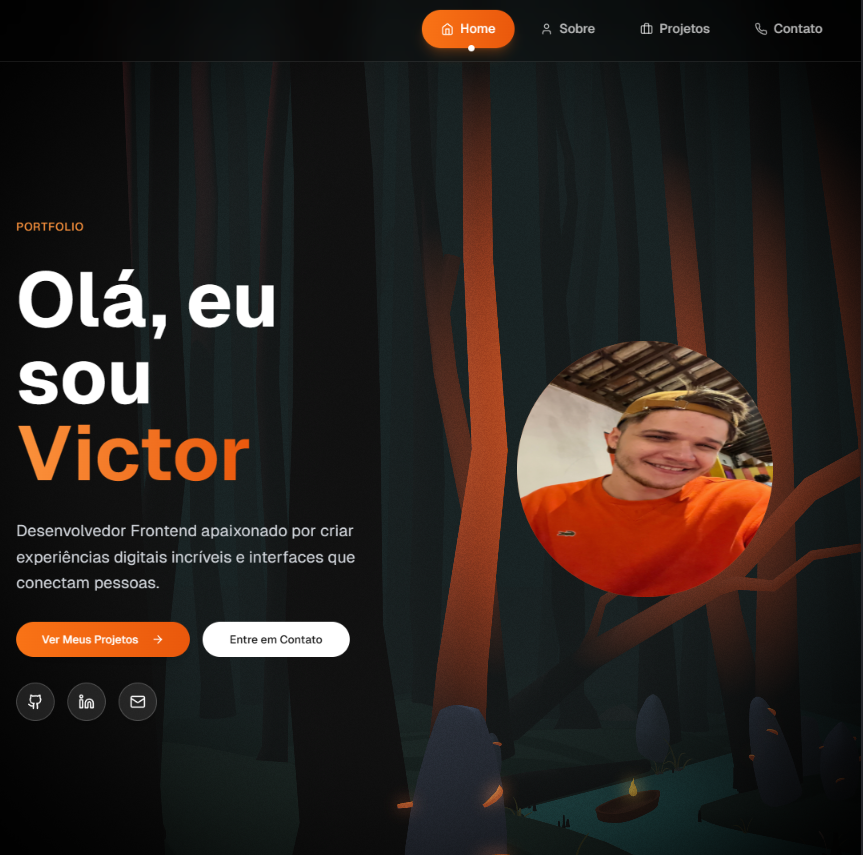 Home
Sobre
Projetos
Contato
PORTFOLIO
Olá, eu
sou
Victor
Desenvolvedor Frontend apaixonado por criar
experiências digitais incríveis e interfaces que
conectam pessoas.
Ver Meus Projetos
Entre em Contato